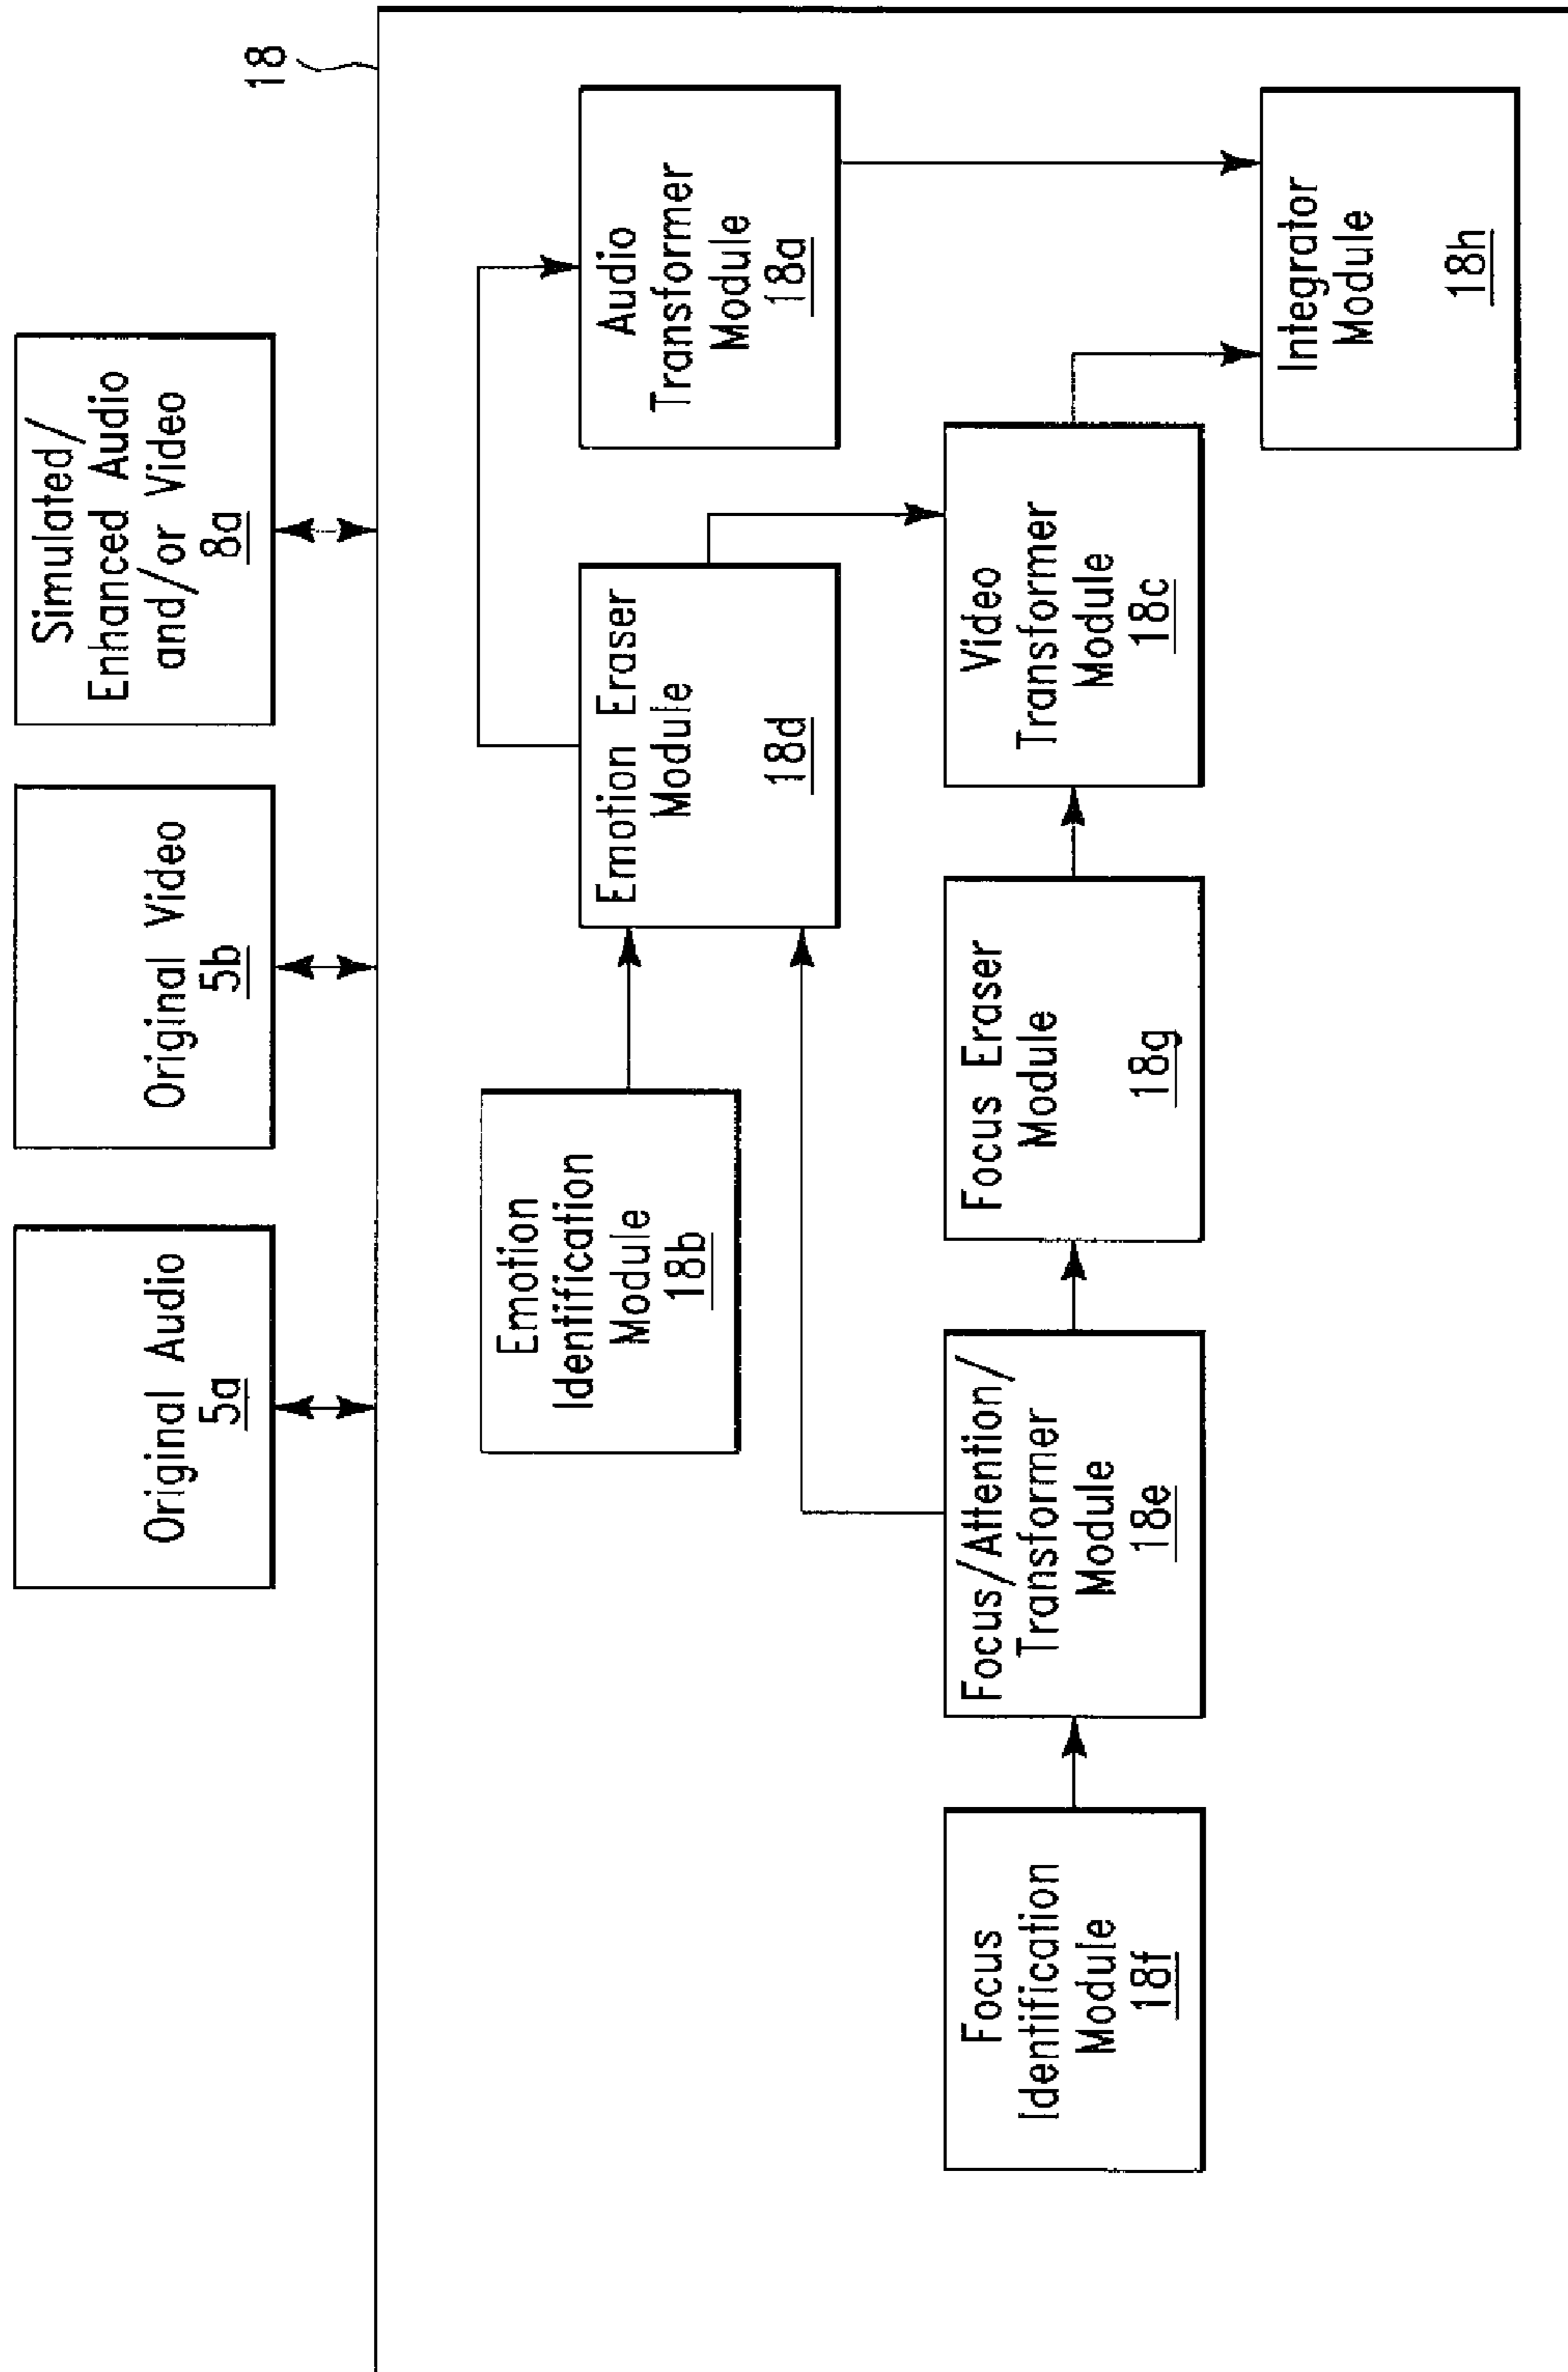 Original Audio
5a
Original Video
5b
Simulated/
Enhanced Audio
and/or Video
8a
18
Emotion
Identification
Module
18b
Emotion Eraser
Module
18d
Audio
Transformer
Module
18a
Focus
Identification
Module
18f
Focus/Attention/
Transformer
Module
18e
Focus Eraser
Module
18g
Video
Transformer
Module
18c
Integrator
Module
18h